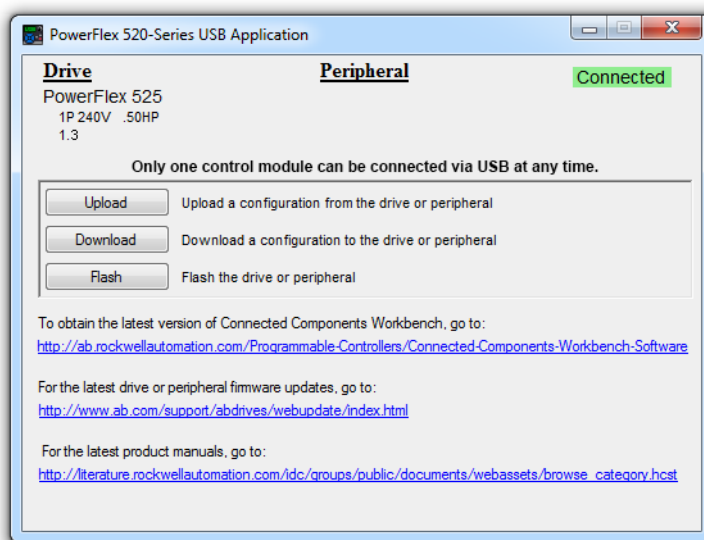 PowerFlex 520-Series USB Application
Drive Peripheral Connected
PowerFlex 525
1P 240V .50HP
1.3
Only one control module can be connected via USB at any time.
Upload Upload a configuration from the drive or peripheral
Download Download a configuration to the drive or peripheral
Flash Flash the drive or peripheral
To obtain the latest version of Connected Components Workbench, go to:
http://ab.rockwellautomation.com/Programmable-Controllers/Connected-Components-Workbench-Software
For the latest drive or peripheral firmware updates, go to:
http://www.ab.com/support/abdrives/webupdate/index.html
For the latest product manuals, go to:
http://literature.rockwellautomation.com/idc/groups/public/documents/webassets/browse_category.hcst